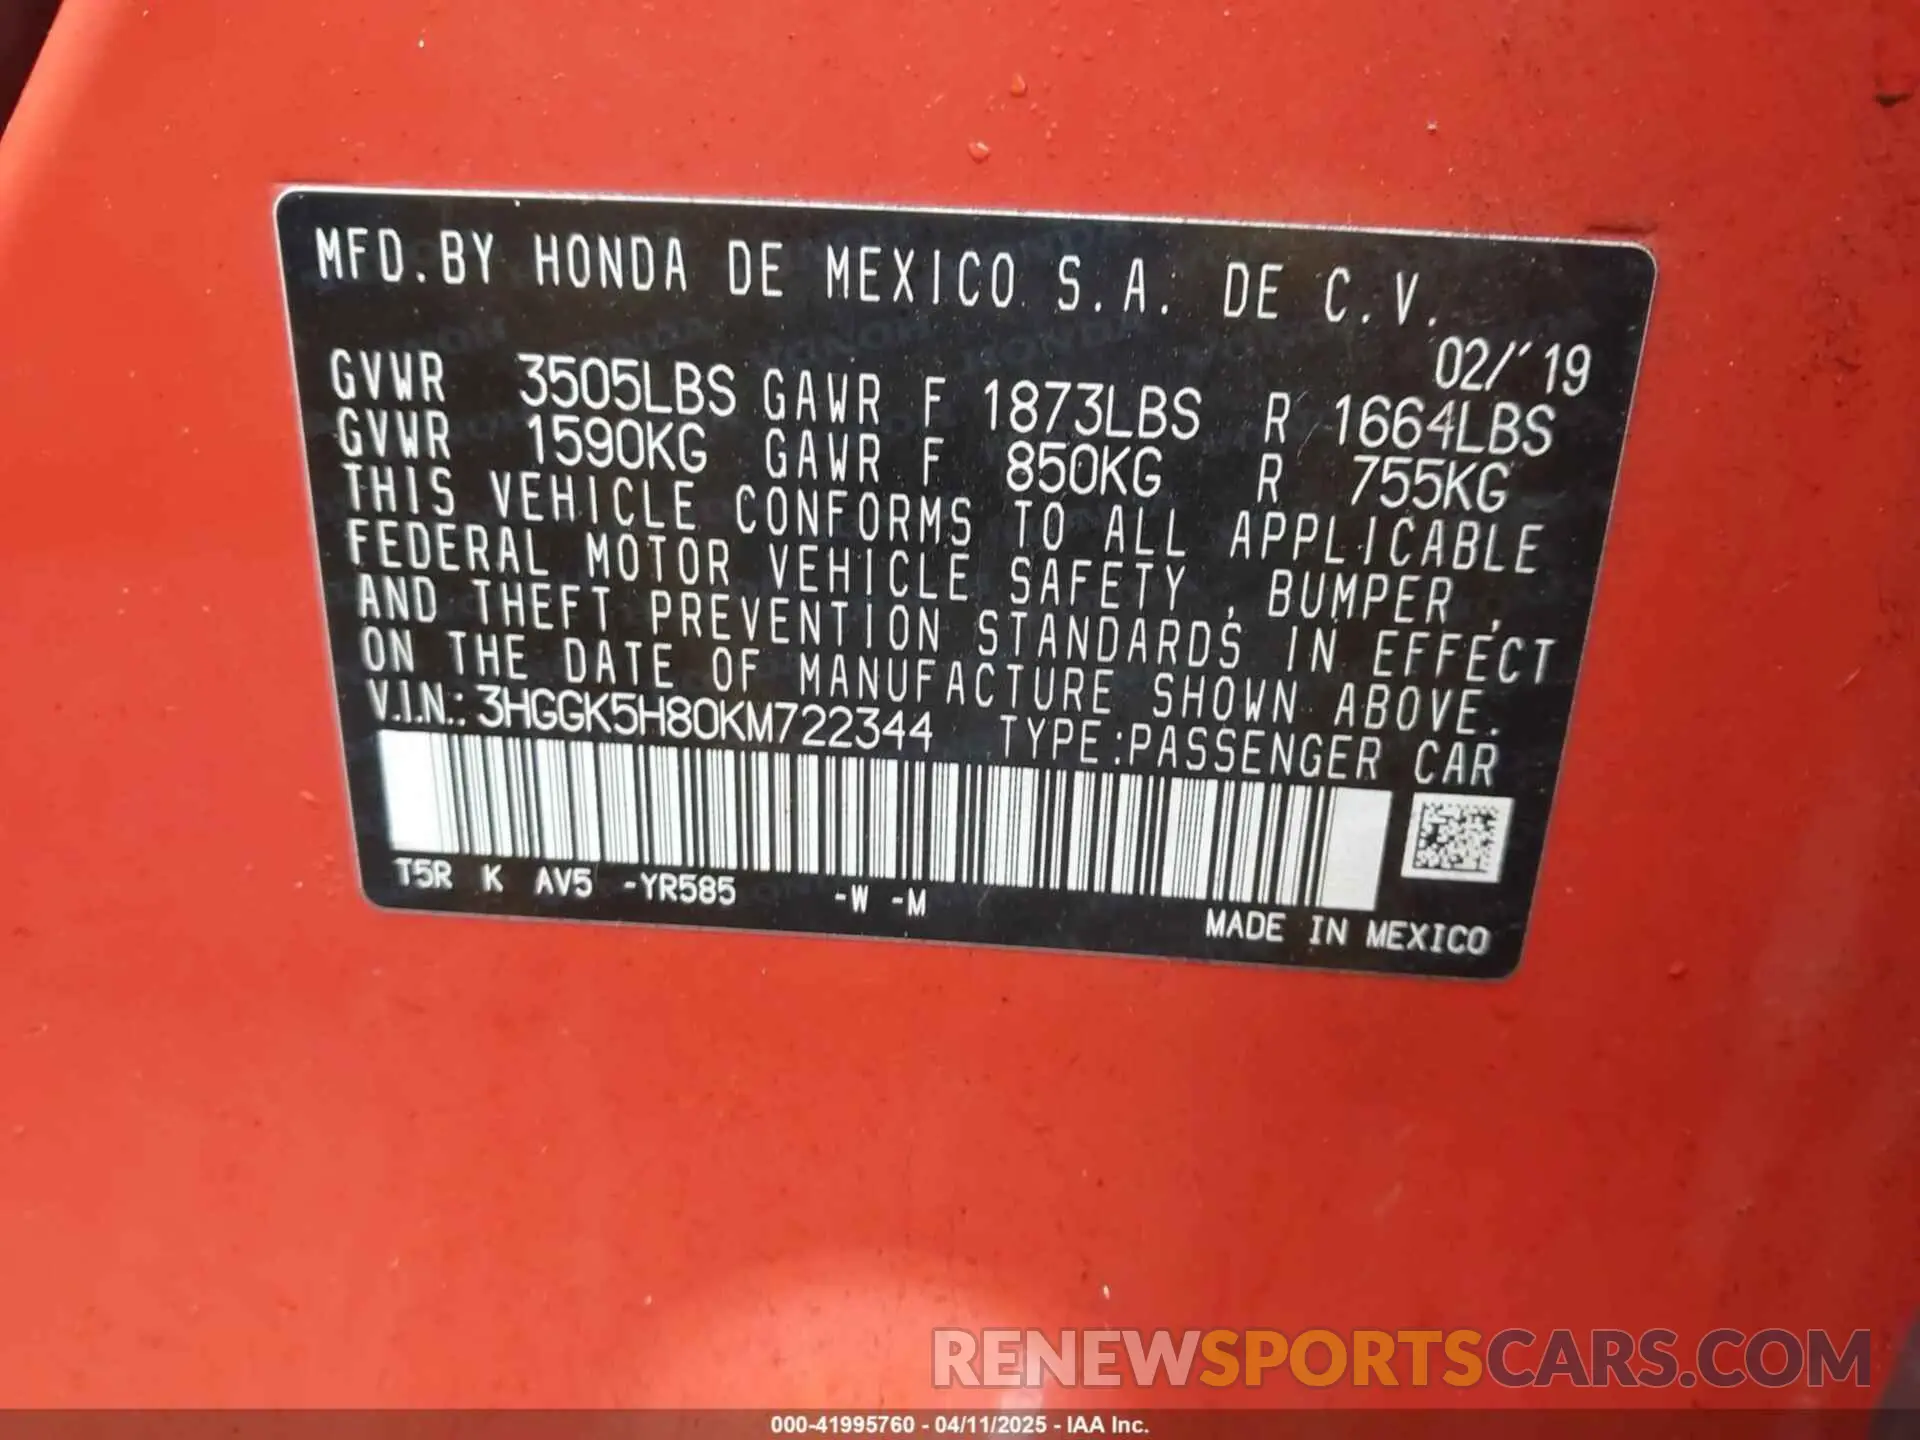 MFD.BY HONDA DE MEXICO S.A. DE C.V.
02/'19
GVWR 3505LBS GAWR F 1873LBS R 1664LBS
GVWR 1590KG GAWR F 850KG R 755KG
THIS VEHICLE CONFORMS TO ALL APPLICABLE
FEDERAL MOTOR VEHICLE SAFETY , BUMPER ,
AND THEFT PREVENTION STANDARDS IN EFFECT
ON THE DATE OF MANUFACTURE SHOWN ABOVE.
V.I.N.: 3HGGK5H80KM722344 TYPE:PASSENGER CAR
T5R K AV5 -YR585 -W -M
MADE IN MEXICO
RENEWSPORTSCARS.COM
000-41995760 - 04/11/2025 - IAA Inc.